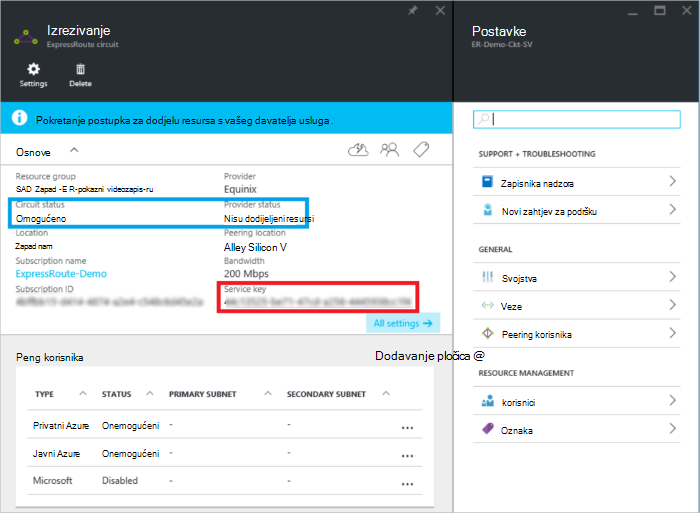 Izrezivanje
ExpressRoute circuit
Settings
Delete
Pokretanje postupka za dodjelu resursa s vašeg davatelja usluga .
Osnove
Resource group
SAD Zapad -E R-pokazni videozapis-ru
Provider
Equinix
Circuit status
Omogućeno
Provider status
Nisu dodijeljeni resursi
Location
Zapad nam
Peering location
Alley Silicon V
Subscription name
ExpressRoute-Demo
Bandwidth
200 Mbps
Subscription ID
Service key
All settings →
Peng korisnika
Dodavanje pločica @
TYPE STATUS PRIMARY SUBNET SECONDARY SUBNET
Privatni Azure Onemogućeni - - ...
Javni Azure Onemogućeni - - ...
Microsoft Disabled - - ...
Postavke
ER-Demo-Ckt-SV
SUPPORT + TROUBLESHOOTING
Zapisnika nadzora
Novi zahtjev za podršku
GENERAL
Svojstva
Veze
Peering korisnika
RESOURCE MANAGEMENT
korisnici
Oznaka